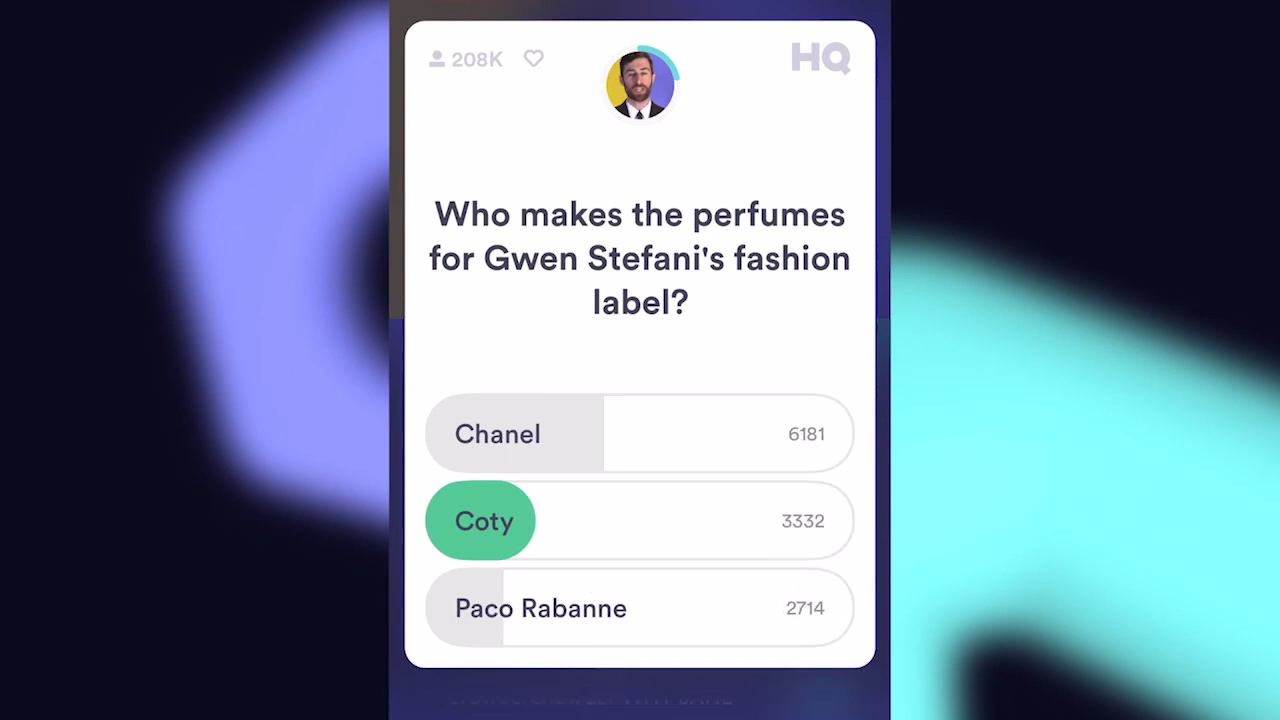 208K
HQ
Who makes the perfumes
for Gwen Stefani's fashion
label?
Chanel 6181
Coty 3332
Paco Rabanne 2714